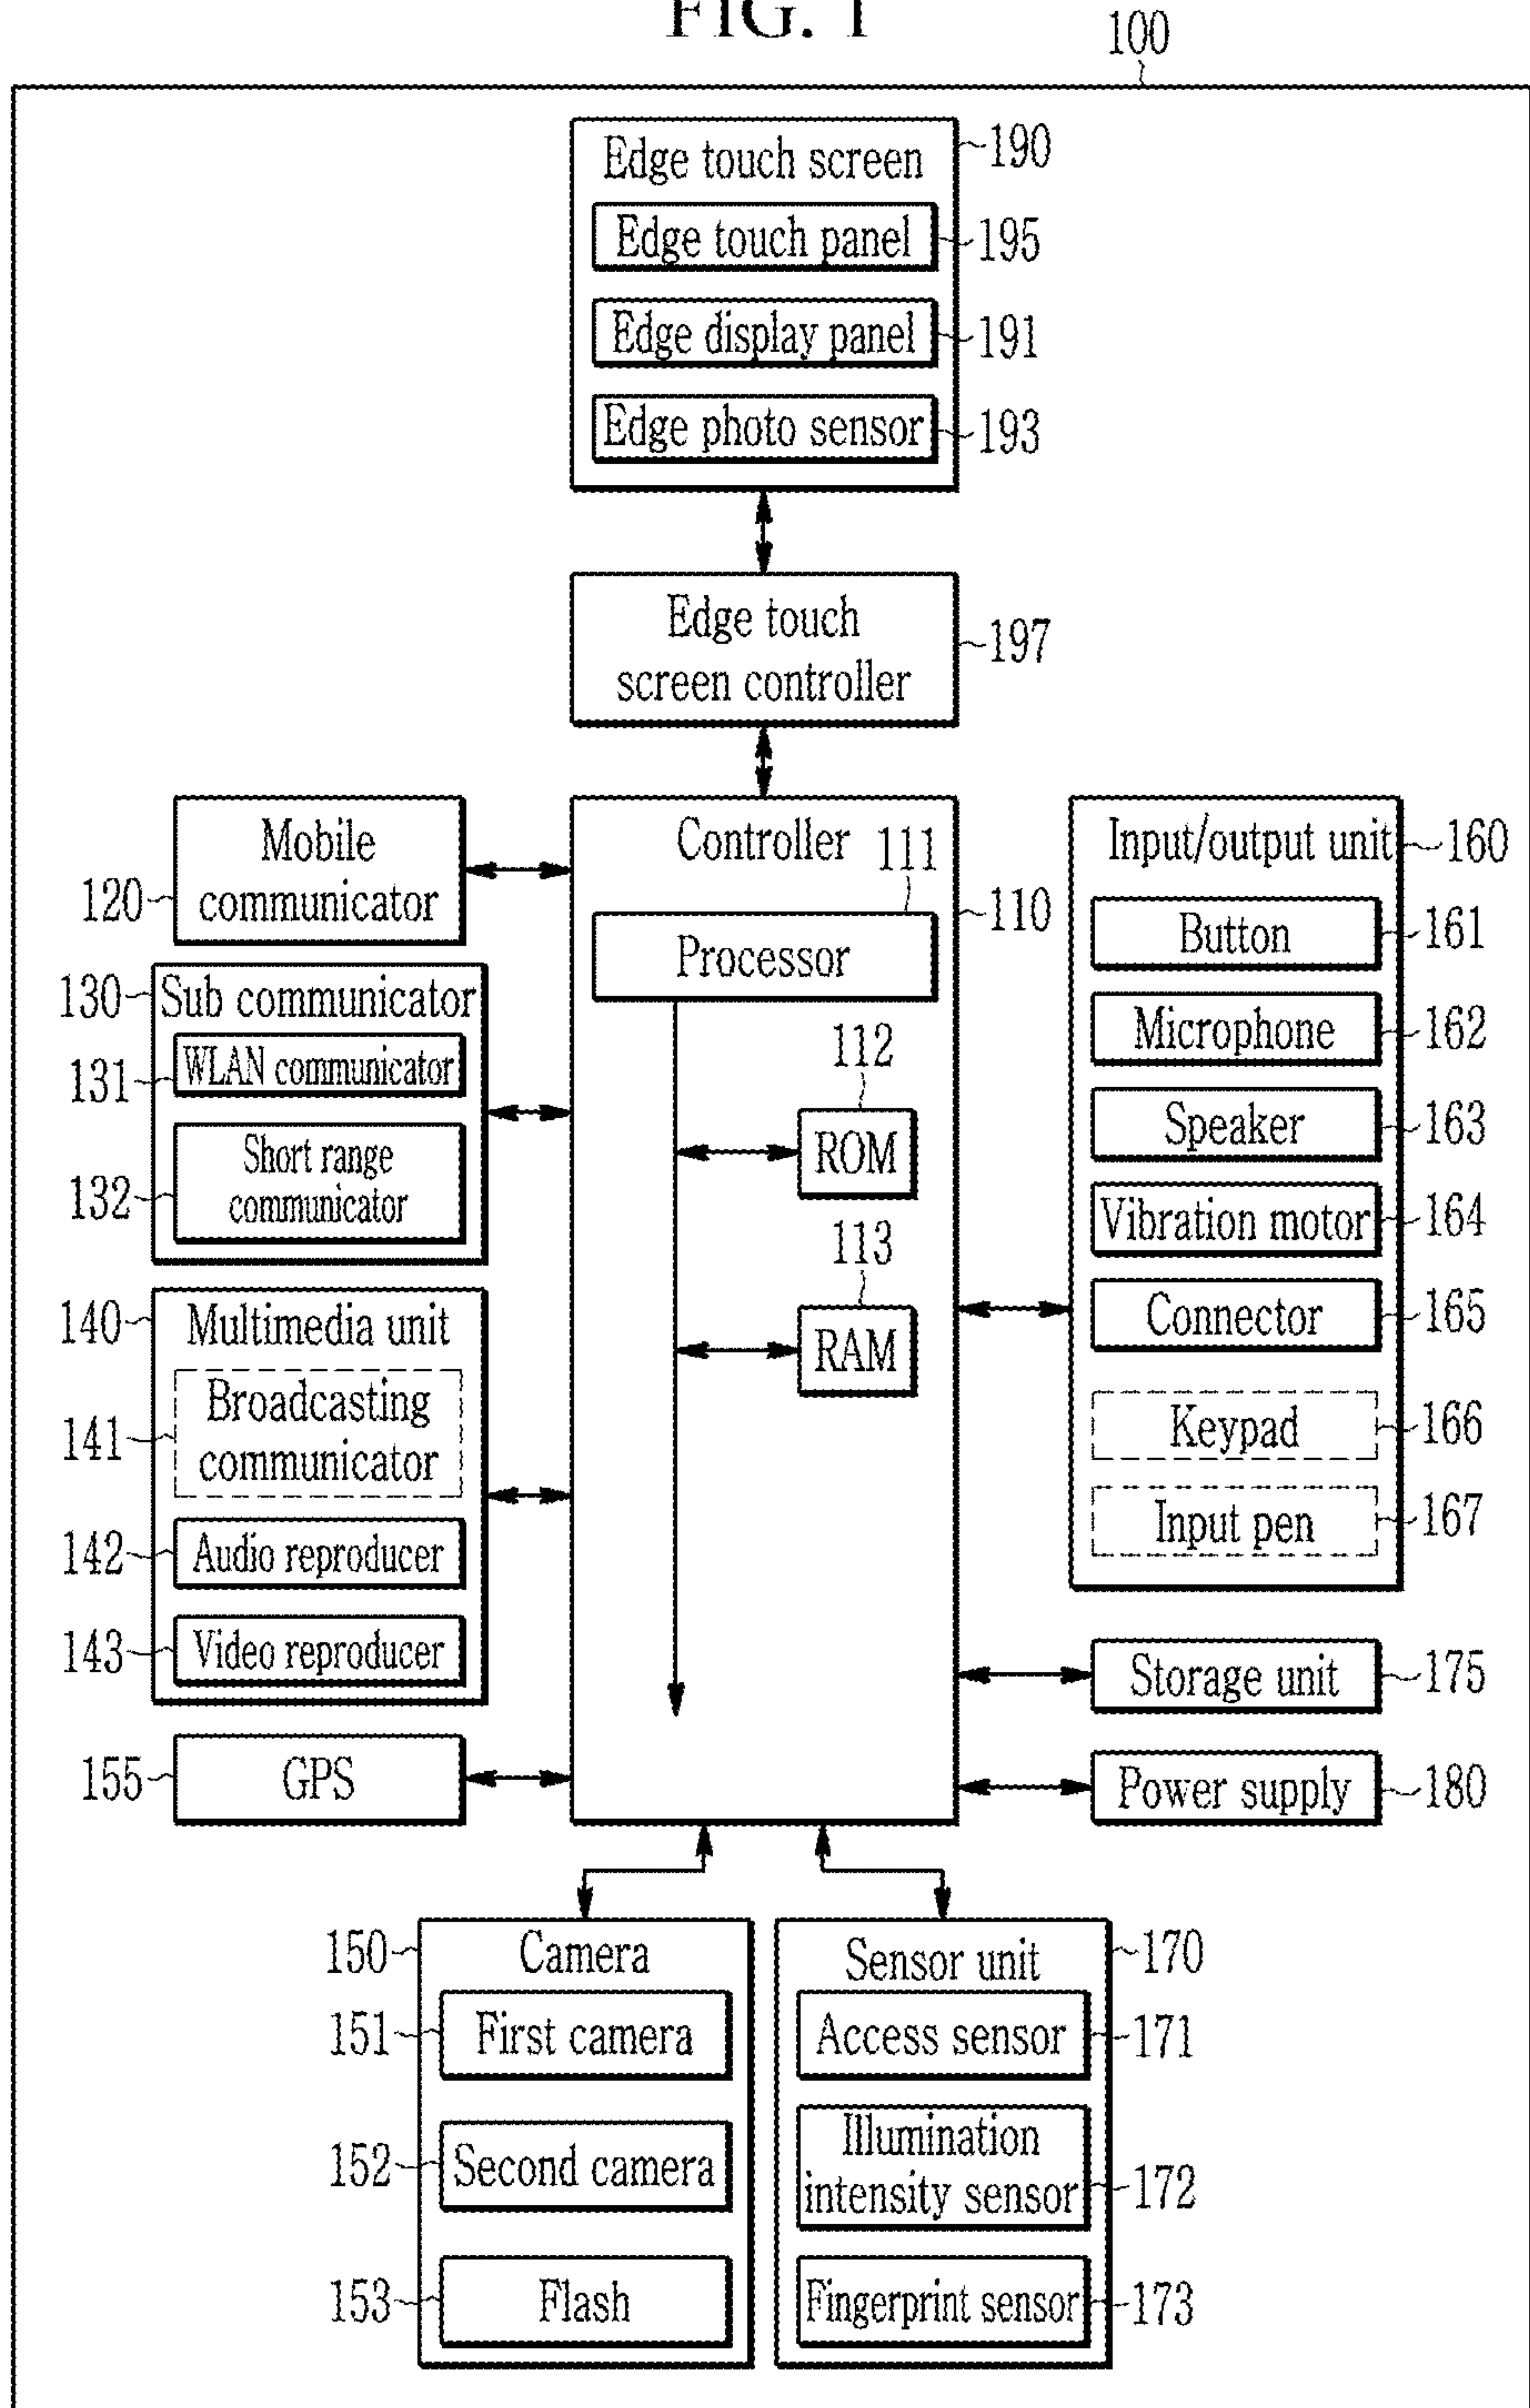 FIG. 1
100
Edge touch screen
190
Edge touch panel
195
Edge display panel
191
Edge photo sensor
193
Edge touch
screen controller
197
Mobile
communicator
120
130
Sub communicator
131
WLAN communicator
132
Short range
communicator
140
Multimedia unit
141
Broadcasting
communicator
142
Audio reproducer
143
Video reproducer
155
GPS
Controller
111
110
Processor
112
ROM
113
RAM
Input/output unit
160
Button
161
Microphone
162
Speaker
163
Vibration motor
164
Connector
165
Keypad
166
Input pen
167
Storage unit
175
Power supply
180
150
Camera
151
First camera
152
Second camera
153
Flash
Sensor unit
170
Access sensor
171
Illumination
intensity sensor
172
Fingerprint sensor
173